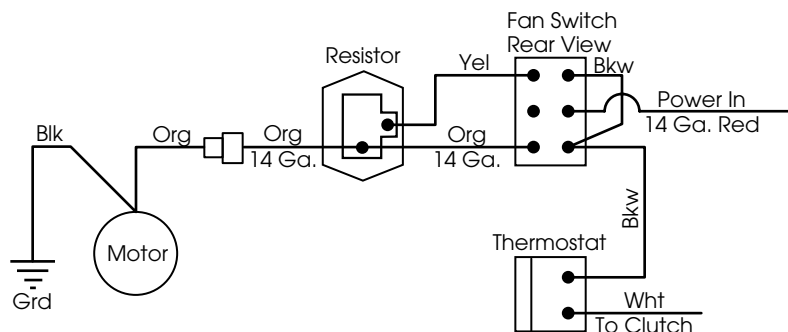 Fan Switch
Rear View
Resistor
Yel
Bkw
Power In
14 Ga. Red
Blk
Org
Org
14 Ga.
Org
14 Ga.
Bkw
Motor
Thermostat
Grd
Wht
To Clutch